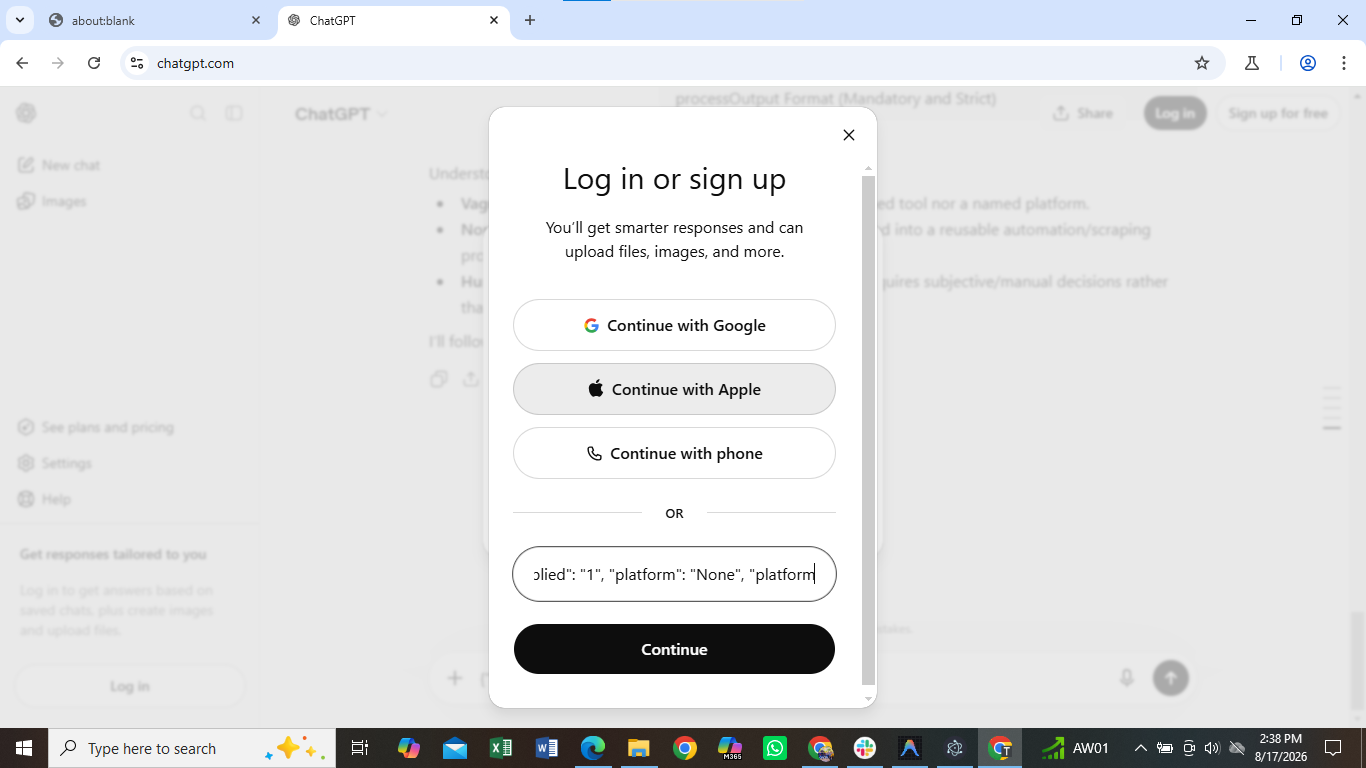 about:blank
ChatGPT
chatgpt.com
processOutput Format (Mandatory and Strict)
ChatGPT
Share
Log in
Sign up for free
New chat
Images
ed tool nor a named platform.
d into a reusable automation/scraping
quires subjective/manual decisions rather
Log in or sign up
You'll get smarter responses and can
upload files, images, and more.
Continue with Google
Continue with Apple
Continue with phone
OR
plied": "1", "platform": "None", "platform
Continue
See plans and pricing
Settings
Help
Get responses tailored to you
Log in to get answers based on
saved chats, plus create images
and upload files.
Log in
Type here to search
M365
AW01
2:38 PM
8/17/2026